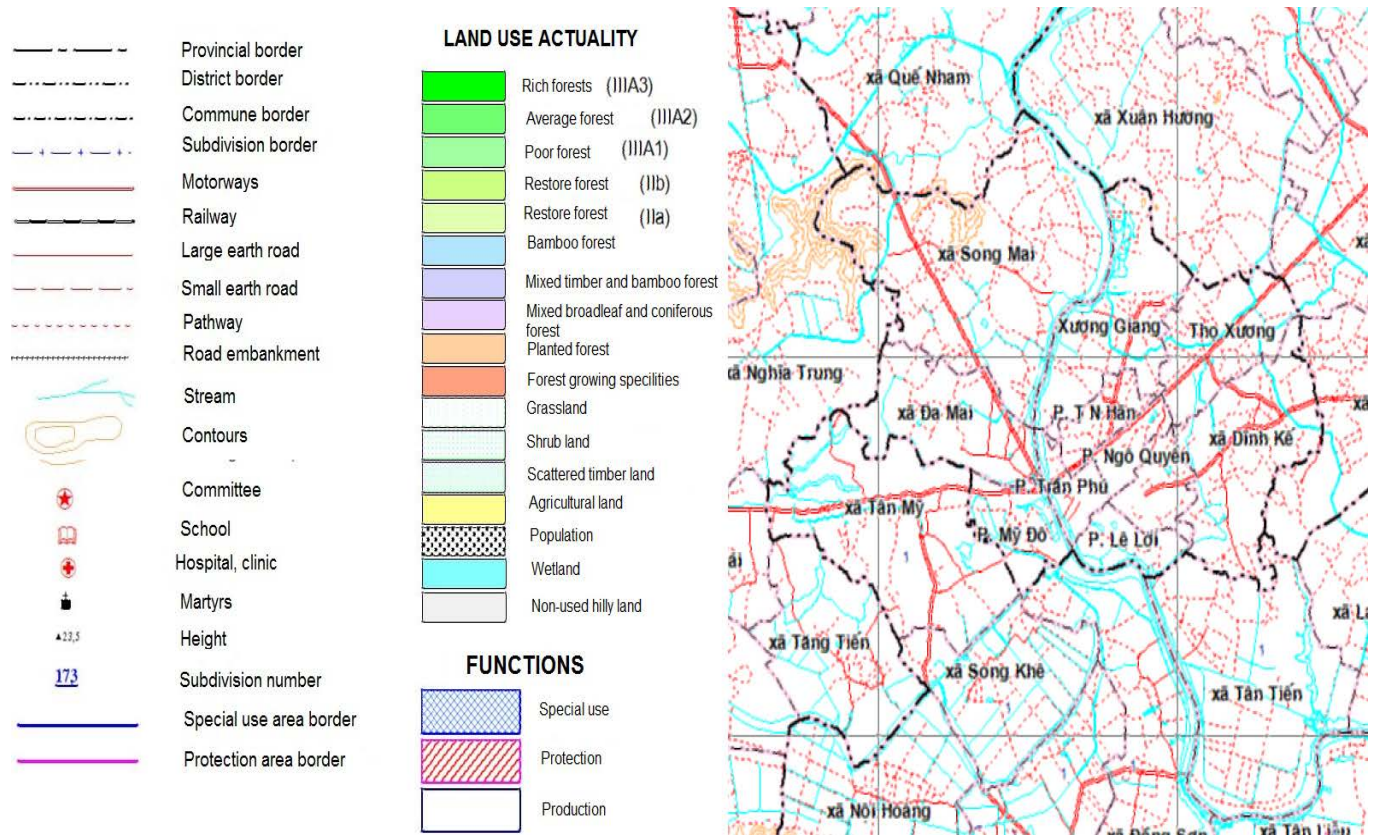 Provincial border
District border
Commune border
Subdivision border
Motorways
Railway
Large earth road
Small earth road
Pathway
Road embankment
Stream
Contours
Committee
School
Hospital, clinic
Martyrs
▲23,5
Height
173
Subdivision number
Special use area border
Protection area border
LAND USE ACTUALITY
Rich forests (IIIA3)
Average forest (IIIA2)
Poor forest (IIIA1)
Restore forest (IIb)
Restore forest (IIa)
Bamboo forest
Mixed timber and bamboo forest
Mixed broadleaf and coniferous
forest
Planted forest
Forest growing specilities
Grassland
Shrub land
Scattered timber land
Agricultural land
Population
Wetland
Non-used hilly land
FUNCTIONS
Special use
Protection
Production
xã Quế Nham
xã Xuân Hương
xã Song Mai
Xương Giang
Thọ Xương
xã Nghĩa Trung
xã Đa Mai
P. T N Hãn
xã Dĩnh Kế
P. Ngô Quyền
P. Trần Phú
xã Tân Mỹ
P. Mỹ Độ
P. Lê Lợi
1
xã Tăng Tiến
xã Song Khê
1
xã Tân Tiến
xã Nội Hoàng